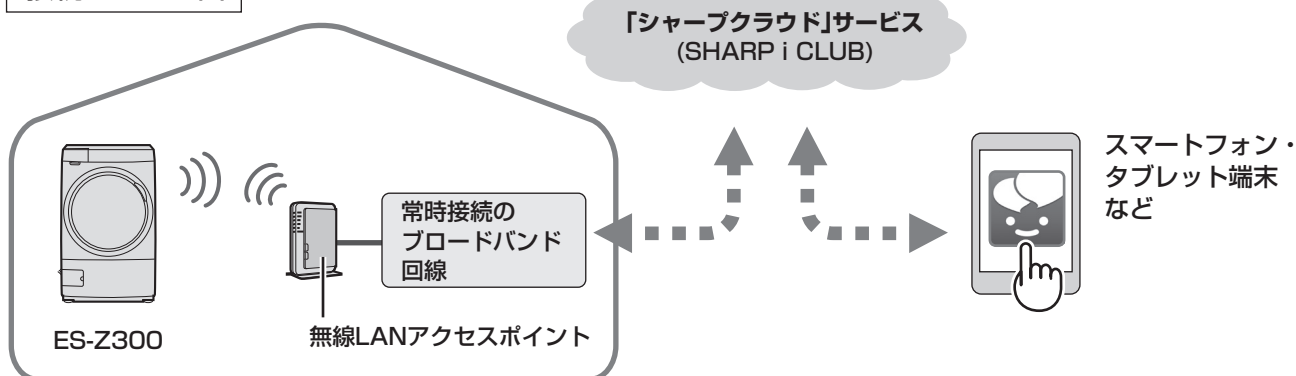 「シャープクラウド」サービス
(SHARP i CLUB)
スマートフォン・
タブレット端末
など
常時接続の
ブロードバンド
回線
ES-Z300
無線LANアクセスポイント